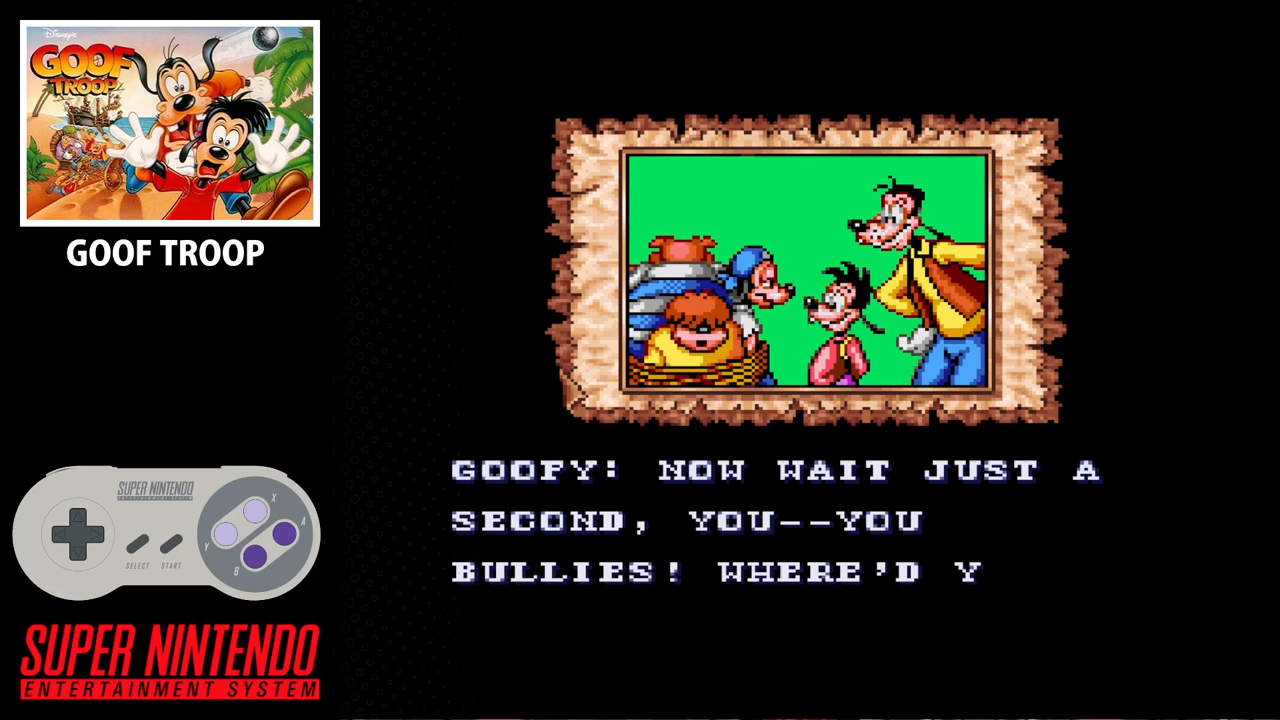 Disney's
GOOF
TROOP
GOOF TROOP
SUPER NINTENDO
ENTERTAINMENT SYSTEM
X
A
Y
B
SELECT
START
SUPER NINTENDO
ENTERTAINMENT SYSTEM
GOOFY: NOW WAIT JUST A
SECOND, YOU--YOU
BULLIES! WHERE'D Y